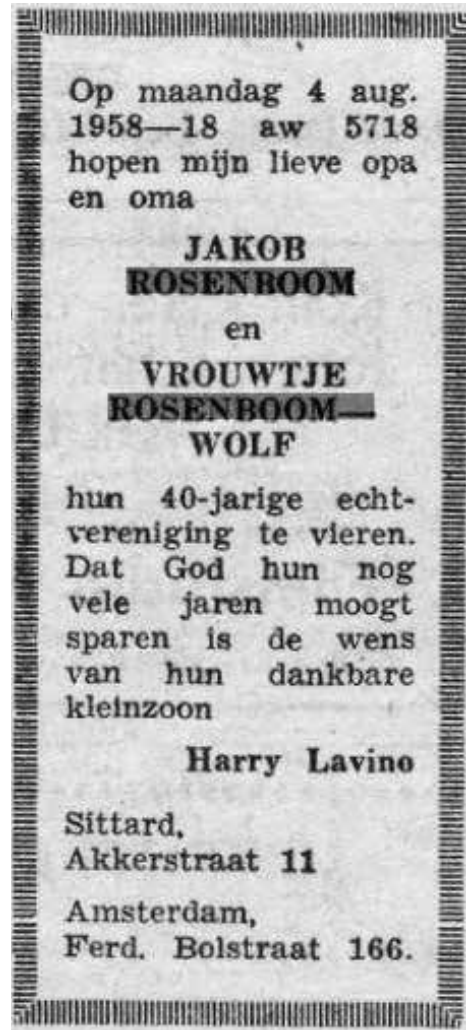 Op maandag 4 aug.
1958—18 aw 5718
hopen mijn lieve opa
en oma
JAKOB
ROSENBOOM
en
VROUWTJE
ROSENBOOM—
WOLF
hun 40-jarige echt-
vereniging te vieren.
Dat God hun nog
vele jaren moogt
sparen is de wens
van hun dankbare
kleinzoon
Harry Lavino
Sittard,
Akkerstraat 11
Amsterdam,
Ferd. Bolstraat 166.